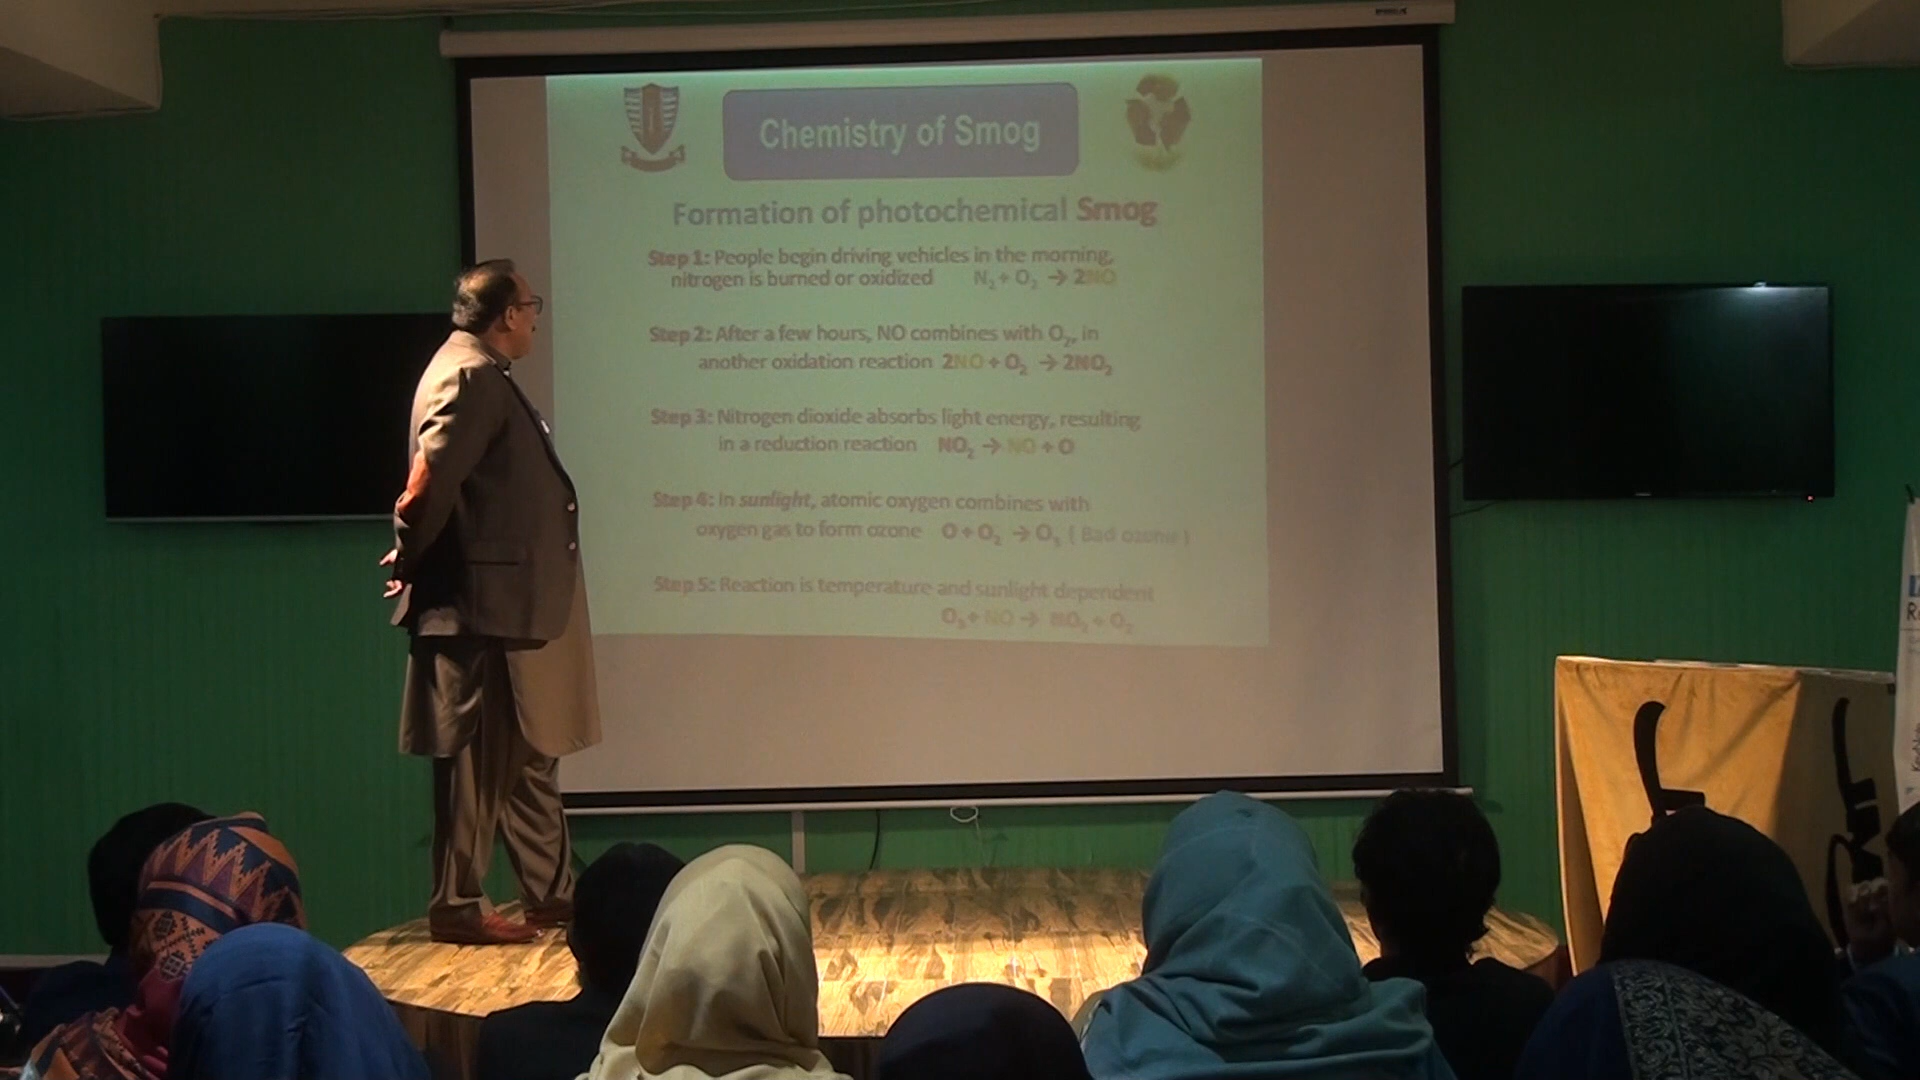 Chemistry of Smog
Formation of photochemical Smog
Step 1: People begin driving vehicles in the morning,
nitrogen is burned or oxidized N₂ + O₂ → 2NO
Step 2: After a few hours, NO combines with O₂, in
another oxidation reaction 2NO + O₂ → 2NO₂
Step 3: Nitrogen dioxide absorbs light energy, resulting
in a reduction reaction NO₂ → NO + O
Step 4: In sunlight, atomic oxygen combines with
oxygen gas to form ozone O + O₂ → O₃ ( Bad ozone )
Step 5: Reaction is temperature and sunlight dependent
O₃ + NO → NO₂ + O₂